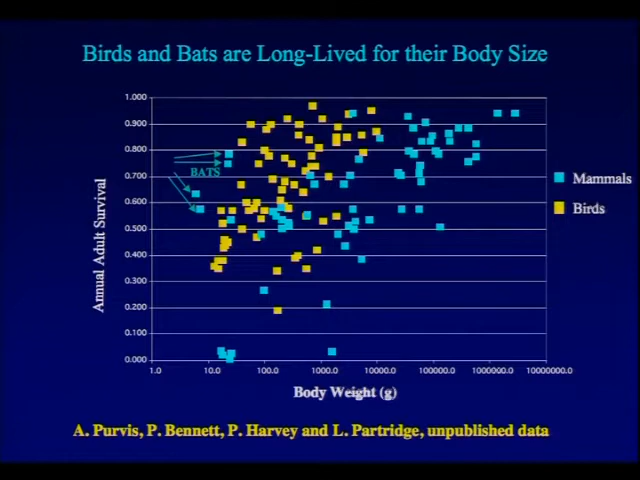 Birds and Bats are Long-Lived for their Body Size
1.000
0.900
0.800
0.700
0.600
0.500
0.400
0.300
0.200
0.100
0.000
Annual Adult Survival
BATS
Mammals
Birds
1.0 10.0 100.0 1000.0 10000.0 100000.0 1000000.0 10000000.0
Body Weight (g)
A. Purvis, P. Bennett, P. Harvey and L. Partridge, unpublished data